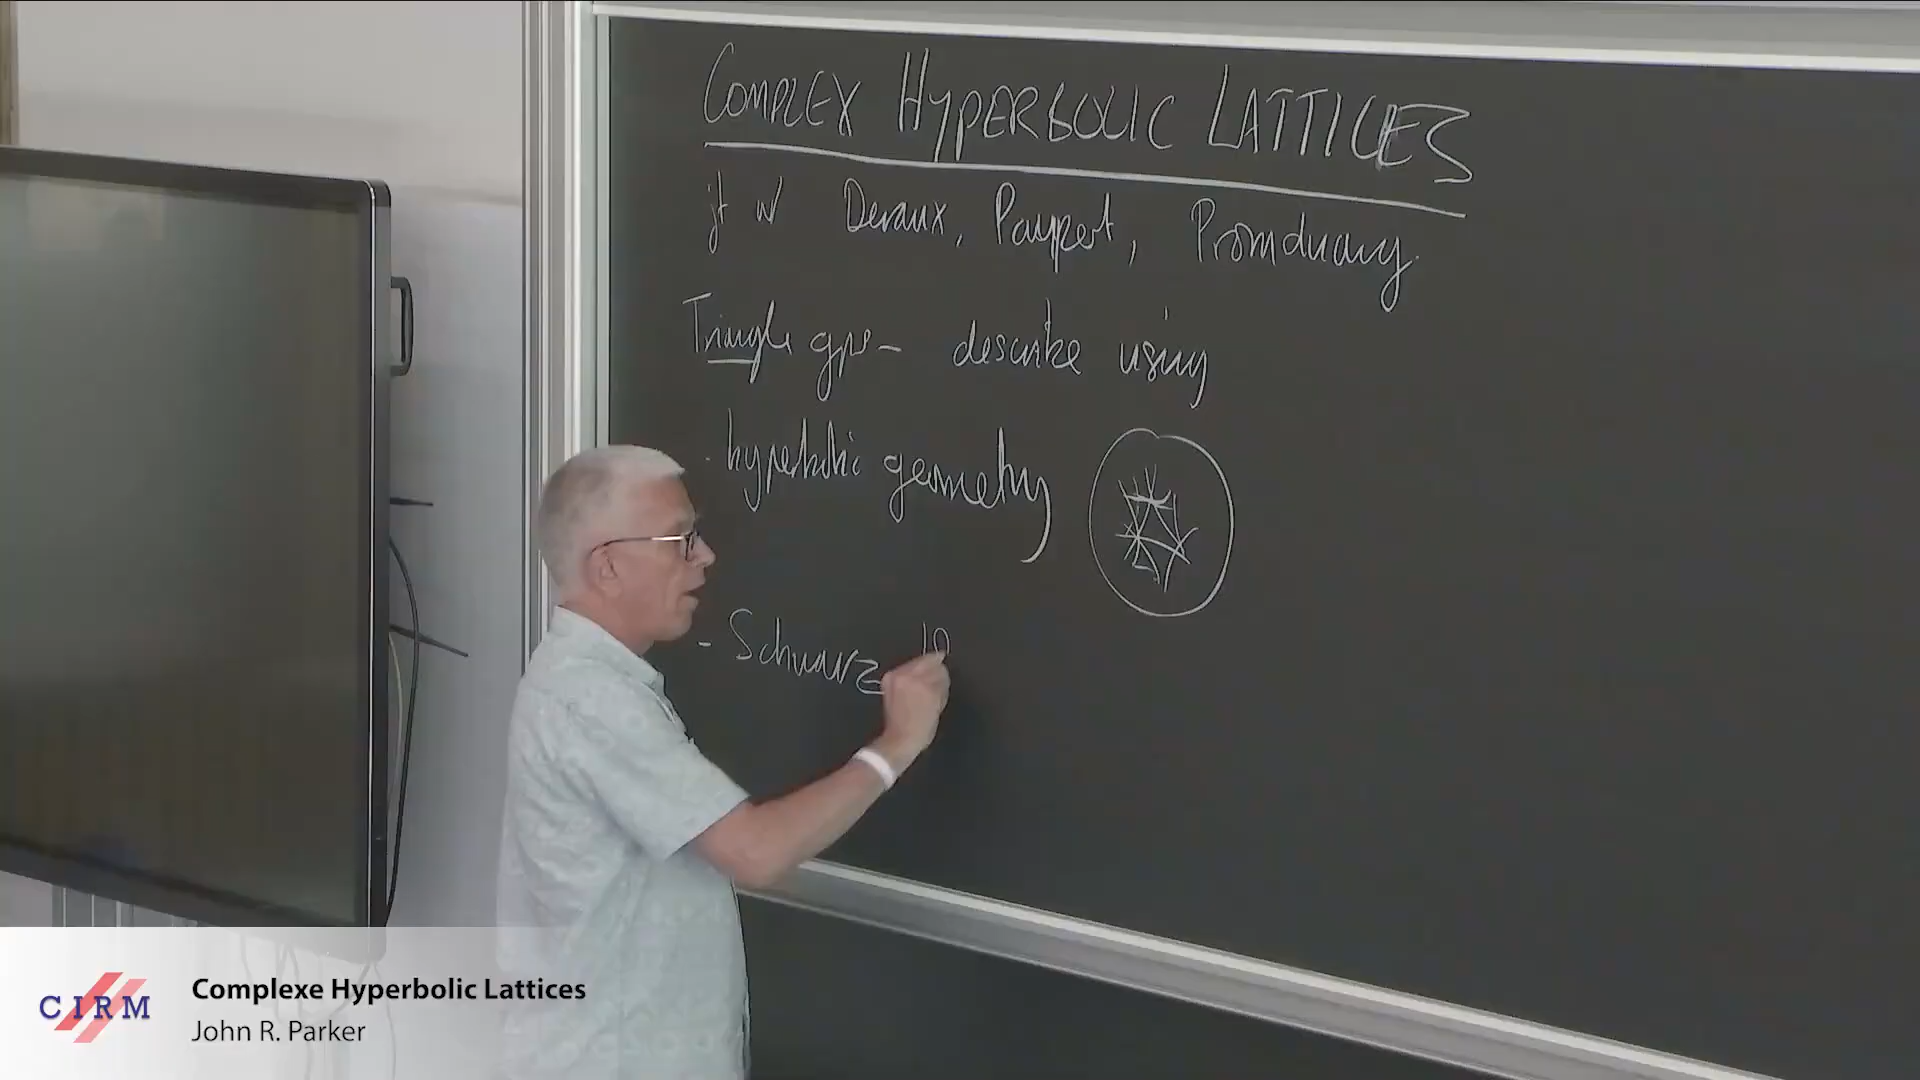 COMPLEX HYPERBOLIC LATTICES
jt w/ Deraux, Paupert, Promduang.
Triangle gps - describe using
- hyperbolic geometry
- Schwarz
CIRM
Complexe Hyperbolic Lattices
John R. Parker